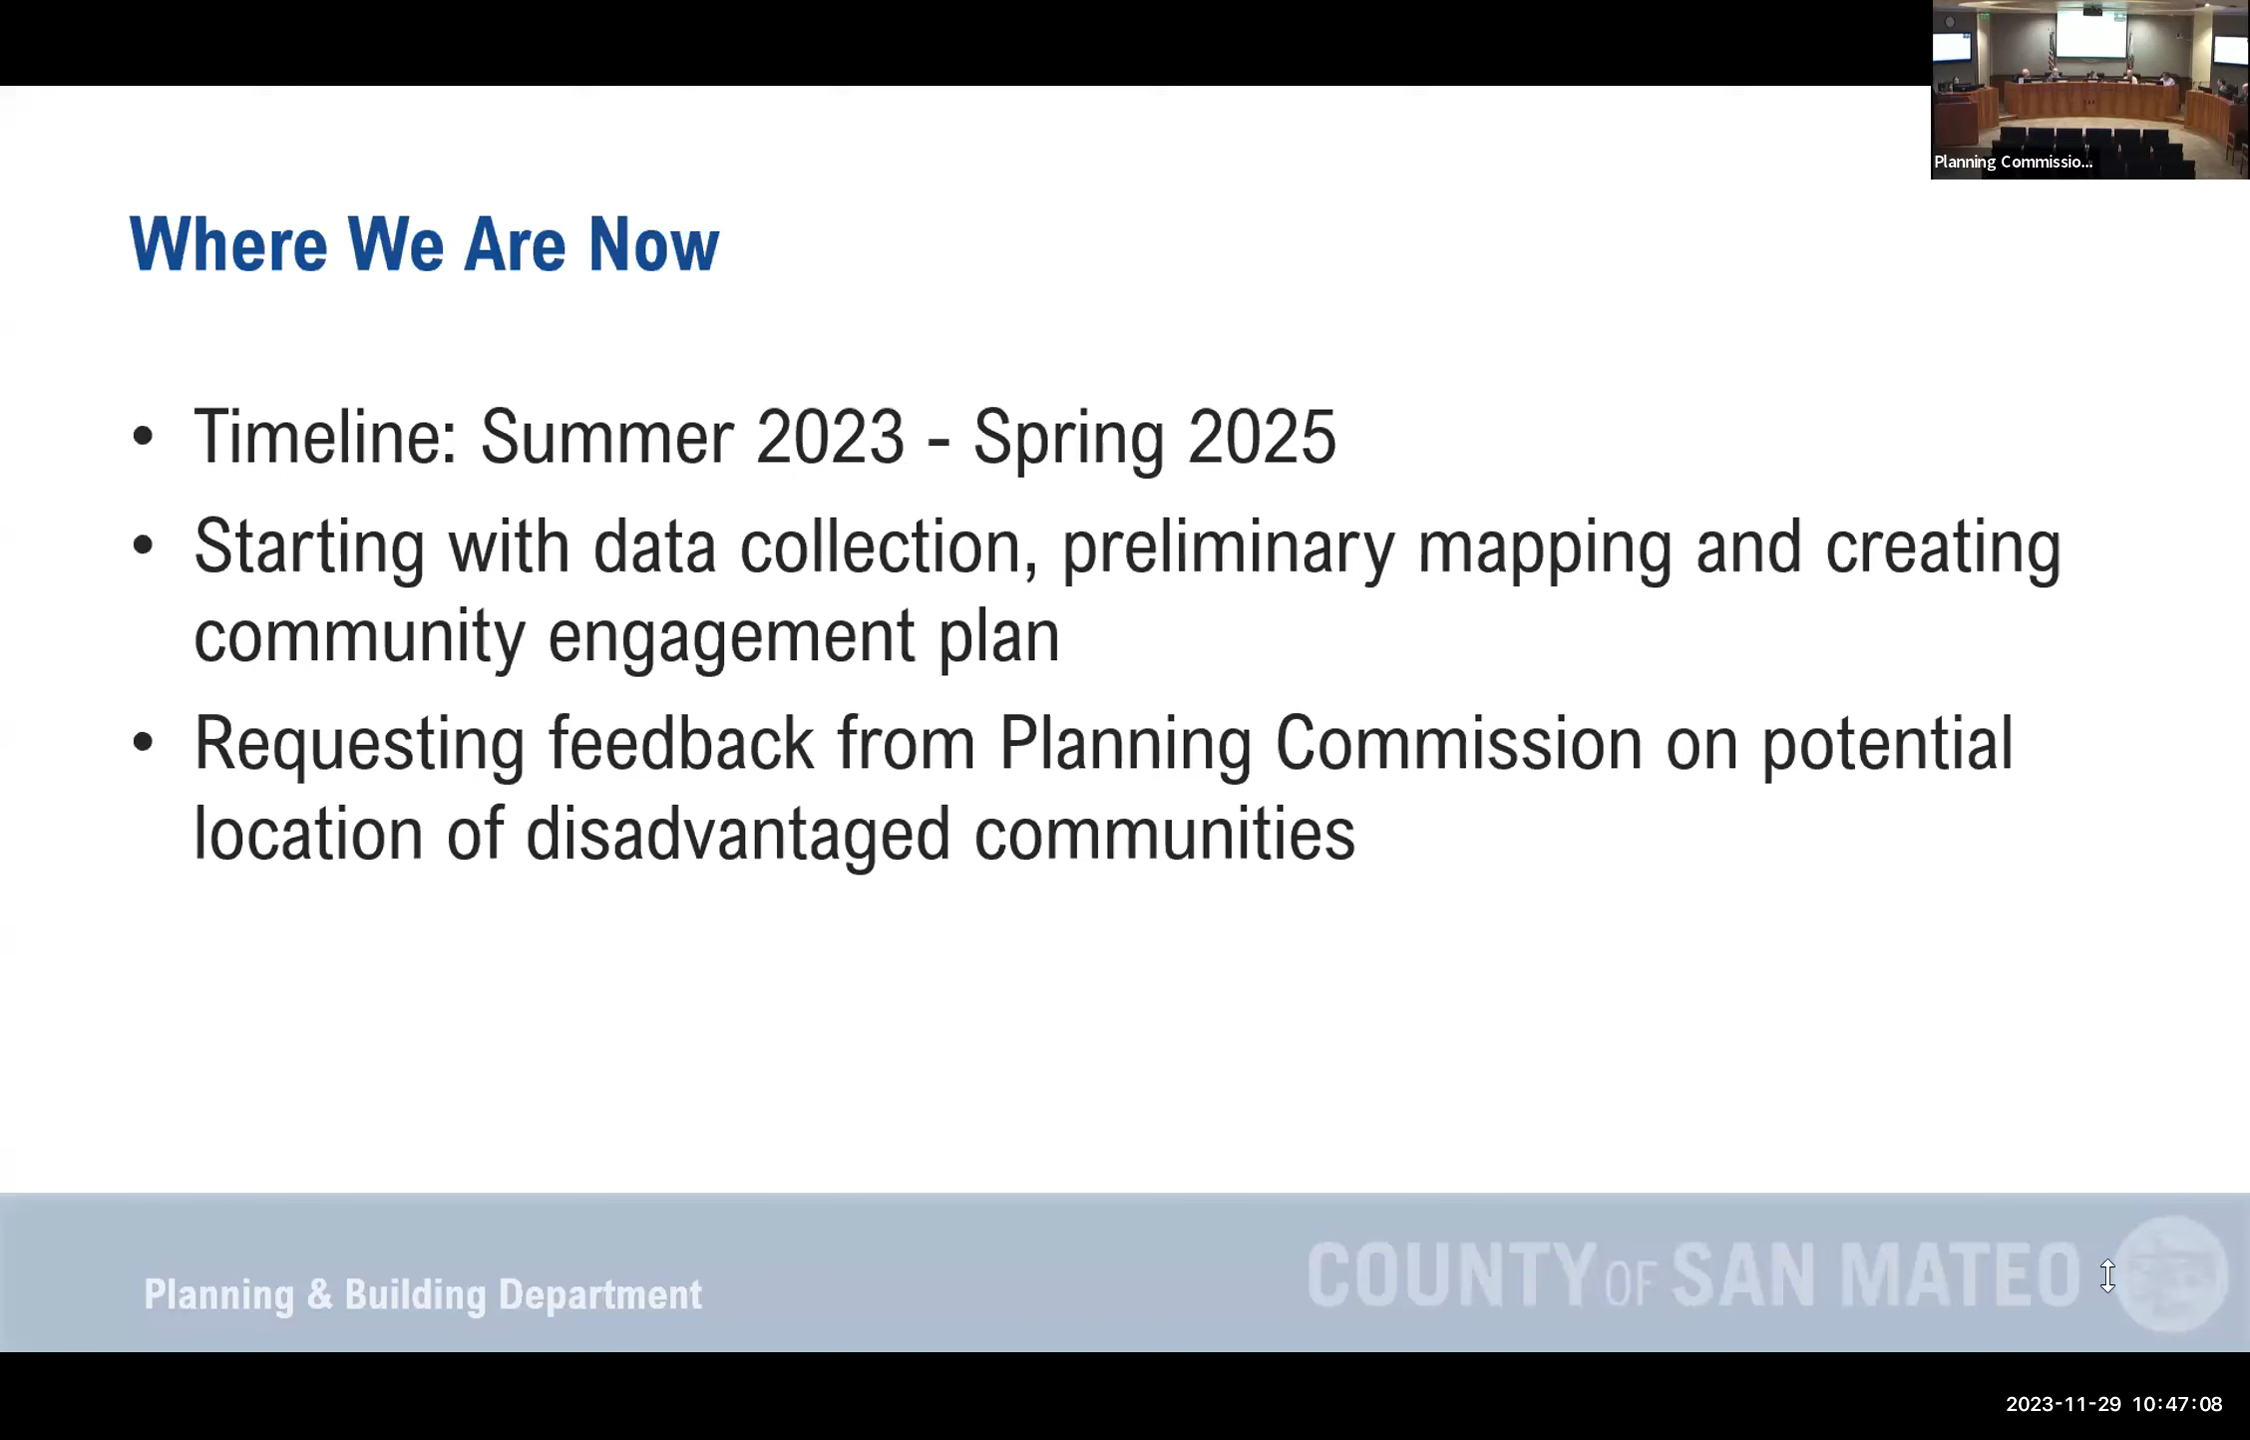 Planning Commissio...
Where We Are Now
• Timeline: Summer 2023 - Spring 2025
• Starting with data collection, preliminary mapping and creating
community engagement plan
• Requesting feedback from Planning Commission on potential
location of disadvantaged communities
Planning & Building Department
COUNTY OF SAN MATEO
2023-11-29 10:47:08